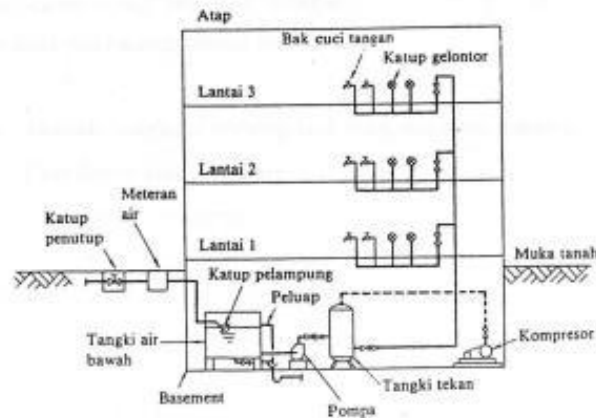 Atap
Bak cuci tangan
Katup gelontor
Lantai 3
Lantai 2
Meteran
air
Katup
penutup
Lantai 1
Muka tanah
Katup pelampung
Peluap
Tangki air
bawah
Kompresor
Basement
Pompa
Tangki tekan